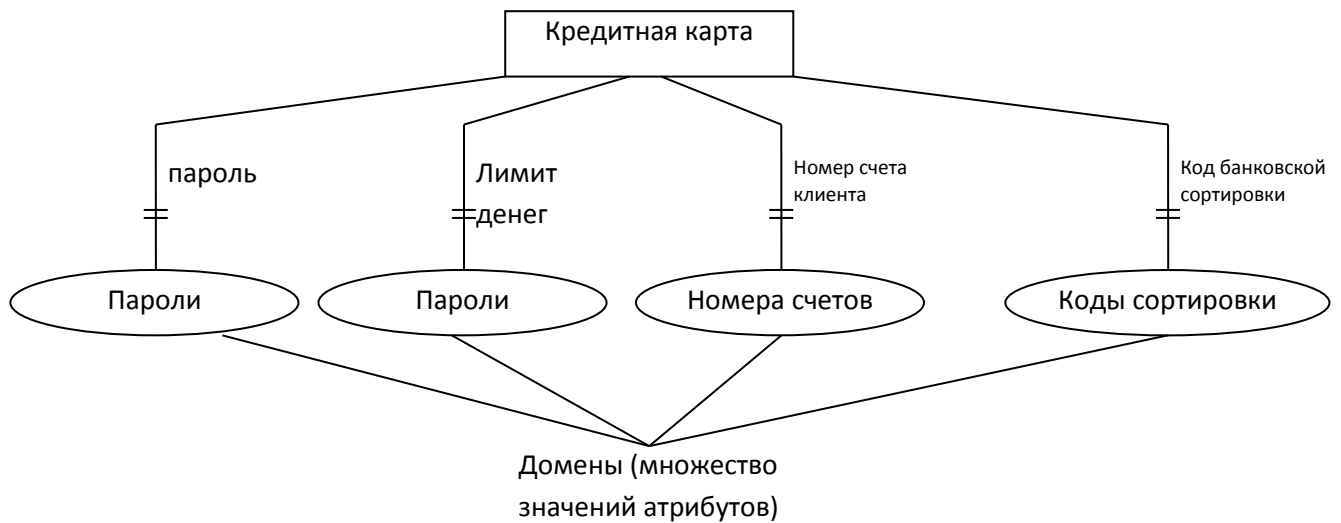 Кредитная карта
пароль
Лимит
денег
Номер счета
клиента
Код банковской
сортировки
Пароли
Пароли
Номера счетов
Коды сортировки
Домены (множество
значений атрибутов)